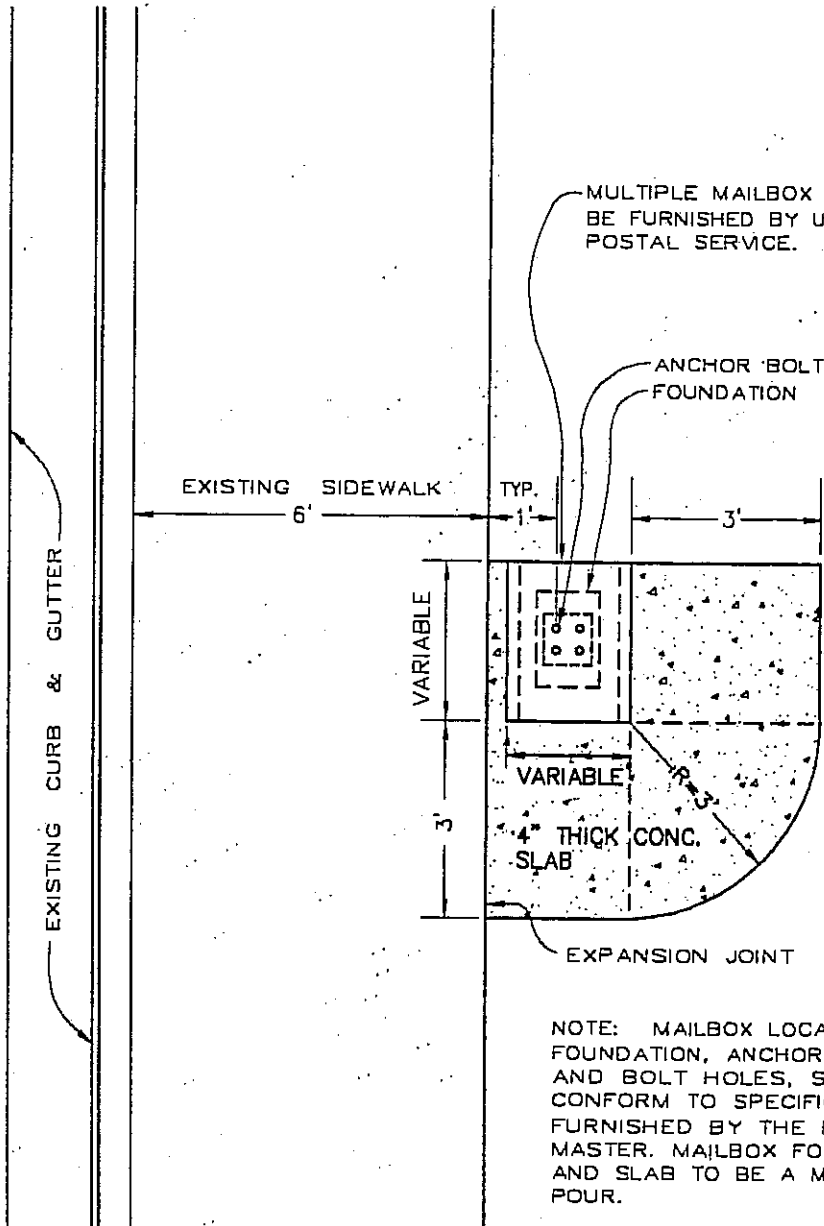 MULTIPLE MAILBOX
BE FURNISHED BY U
POSTAL SERVICE.
ANCHOR BOLT
FOUNDATION
EXISTING SIDEWALK
6'
TYP.
1'
3'
EXISTING CURB & GUTTER
VARIABLE
VARIABLE
R=3'
3'
4" THICK CONC.
SLAB
EXPANSION JOINT
NOTE: MAILBOX LOCA
FOUNDATION, ANCHOR
AND BOLT HOLES, S
CONFORM TO SPECIFI
FURNISHED BY THE
MASTER. MAILBOX FO
AND SLAB TO BE A M
POUR.